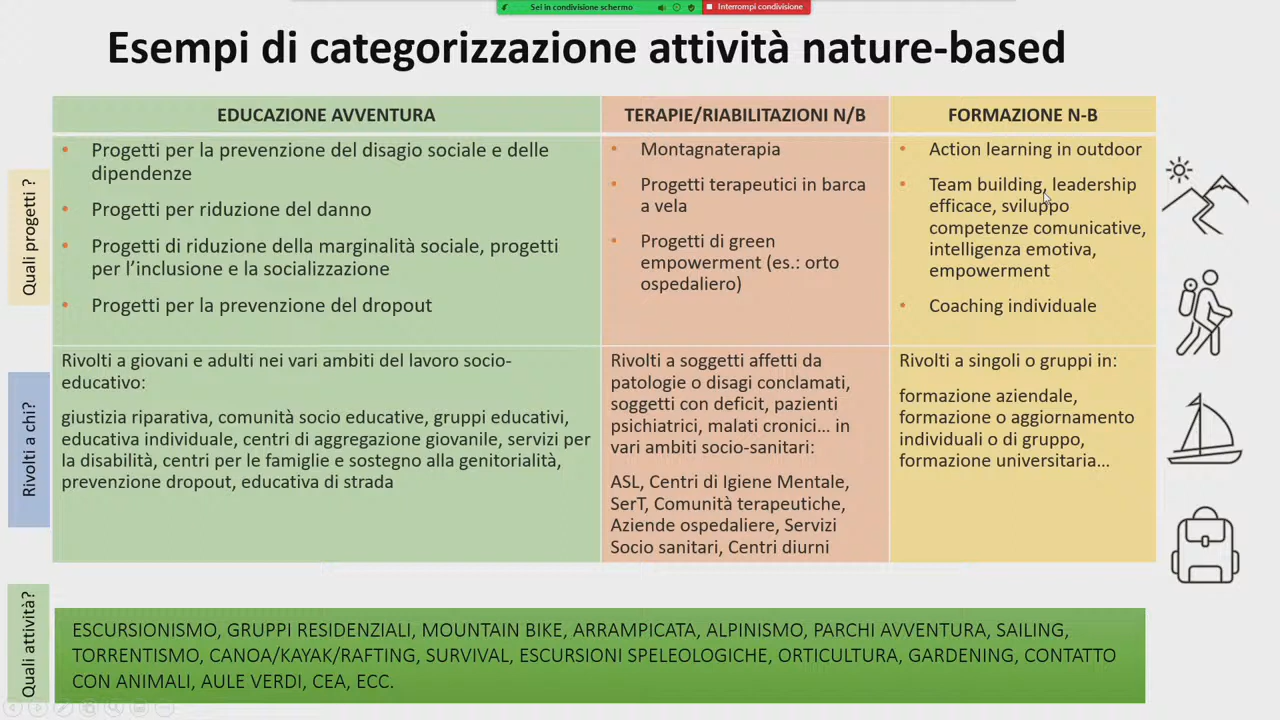 Sei in condivisione schermo
Interrompi condivisione
Esempi di categorizzazione attività nature-based
EDUCAZIONE AVVENTURA
TERAPIE/RIABILITAZIONI N/B
FORMAZIONE N-B
Quali progetti ?
• Progetti per la prevenzione del disagio sociale e delle
dipendenze
• Progetti per riduzione del danno
• Progetti di riduzione della marginalità sociale, progetti
per l’inclusione e la socializzazione
• Progetti per la prevenzione del dropout
• Montagnaterapia
• Progetti terapeutici in barca
a vela
• Progetti di green
empowerment (es.: orto
ospedaliero)
• Action learning in outdoor
• Team building, leadership
efficace, sviluppo
competenze comunicative,
intelligenza emotiva,
empowerment
• Coaching individuale
Rivolti a chi?
Rivolti a giovani e adulti nei vari ambiti del lavoro socio-
educativo:
giustizia riparativa, comunità socio educative, gruppi educativi,
educativa individuale, centri di aggregazione giovanile, servizi per
la disabilità, centri per le famiglie e sostegno alla genitorialità,
prevenzione dropout, educativa di strada
Rivolti a soggetti affetti da
patologie o disagi conclamati,
soggetti con deficit, pazienti
psichiatrici, malati cronici... in
vari ambiti socio-sanitari:
ASL, Centri di Igiene Mentale,
SerT, Comunità terapeutiche,
Aziende ospedaliere, Servizi
Socio sanitari, Centri diurni
Rivolti a singoli o gruppi in:
formazione aziendale,
formazione o aggiornamento
individuali o di gruppo,
formazione universitaria...
Quali attività?
ESCURSIONISMO, GRUPPI RESIDENZIALI, MOUNTAIN BIKE, ARRAMPICATA, ALPINISMO, PARCHI AVVENTURA, SAILING,
TORRENTISMO, CANOA/KAYAK/RAFTING, SURVIVAL, ESCURSIONI SPELEOLOGICHE, ORTICULTURA, GARDENING, CONTATTO
CON ANIMALI, AULE VERDI, CEA, ECC.